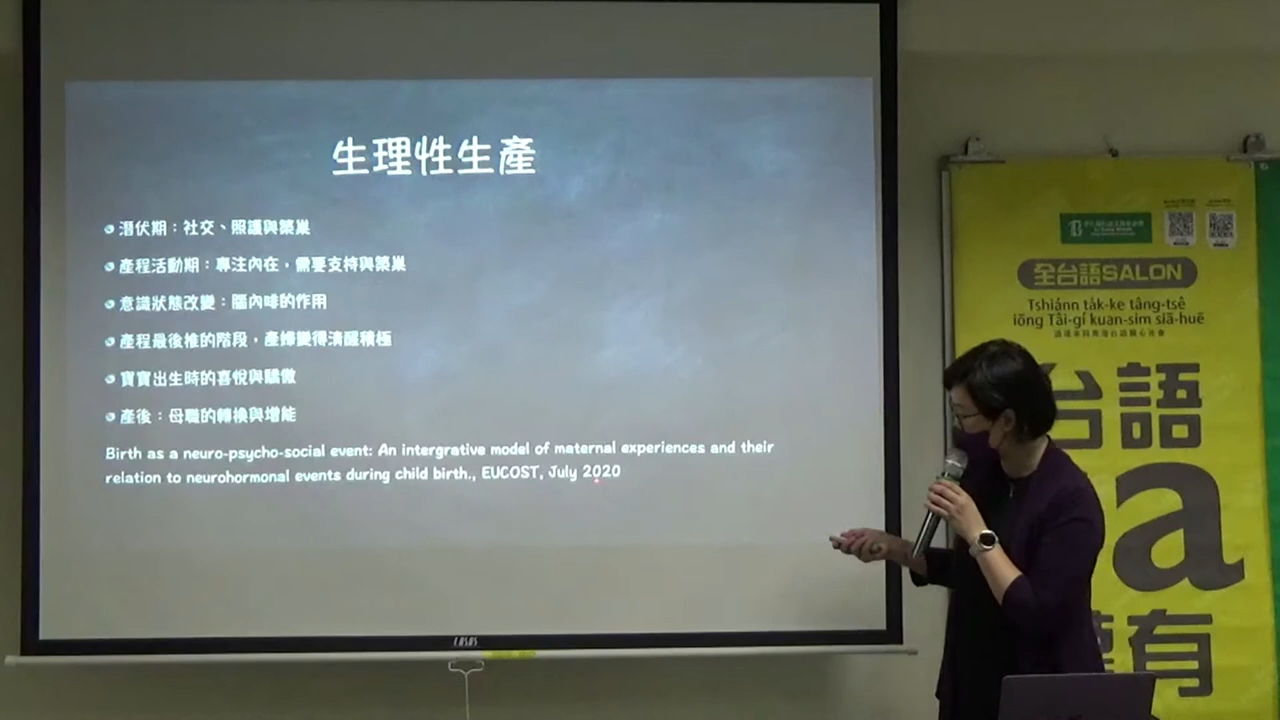 生理性生產
潛伏期：社交、照護與築巢
產程活動期：專注內在，需要支持與築巢
意識狀態改變：腦內啡的作用
產程最後推的階段，產婦變得清醒積極
寶寶出生時的喜悅與驕傲
產後：母職的轉換與增能
Birth as a neuro-psycho-social event: An intergrative model of maternal experiences and their
relation to neurohormonal events during child birth., EUCOST, July 2020
全台語SALON
Tshiánn ta̍k-ke tâng-tsê
iōng Tâi-gí kuan-sim siā-huē
台語
a
有